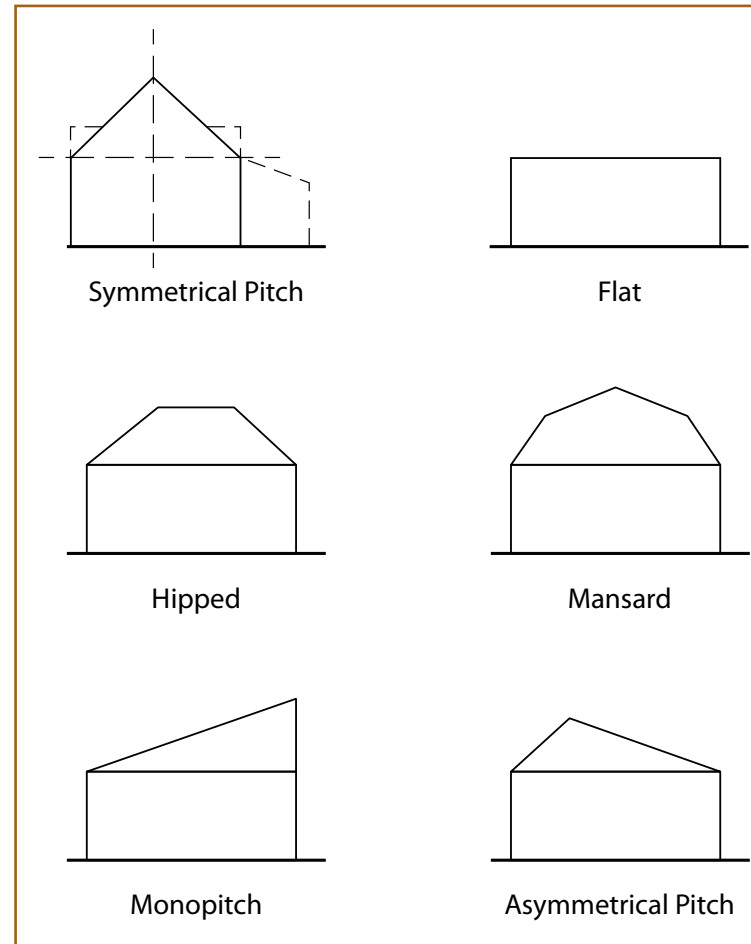 Symmetrical Pitch
Flat
Hipped
Mansard
Monopitch
Asymmetrical Pitch